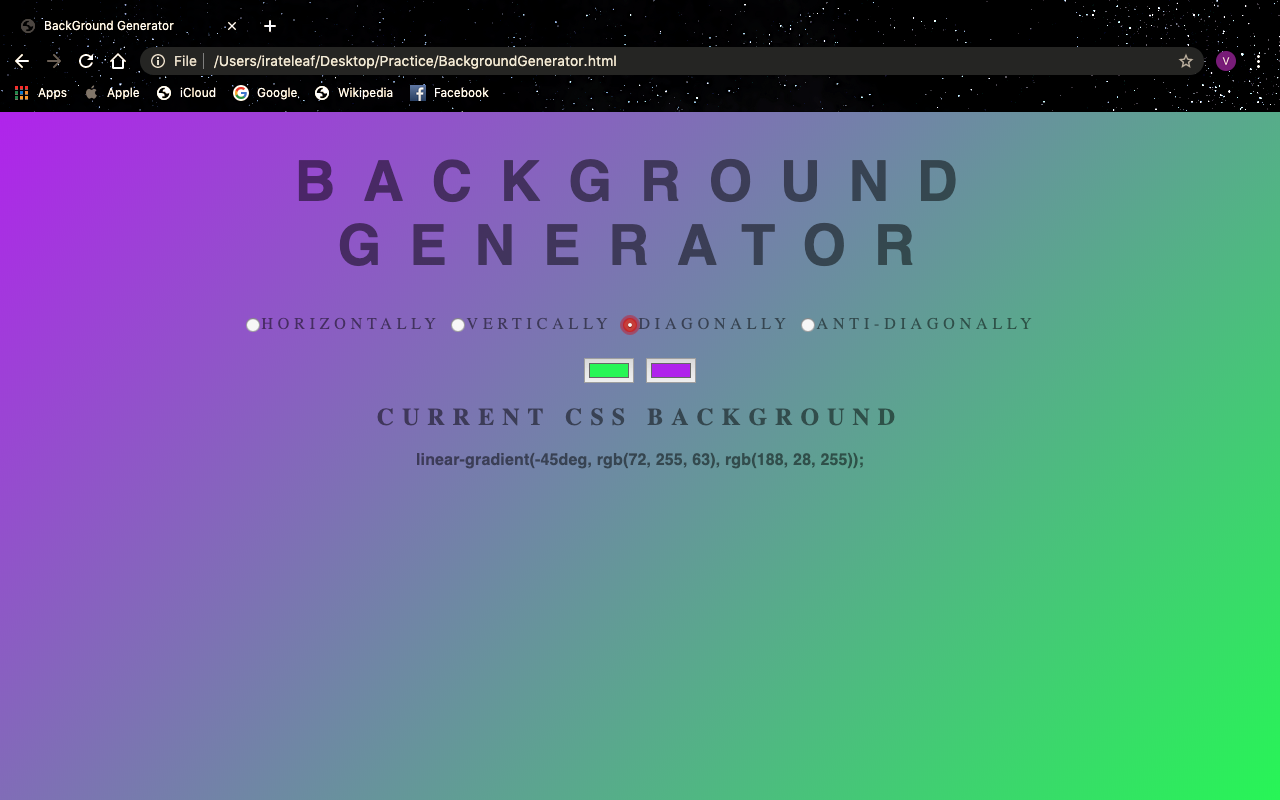 BackGround Generator
File /Users/irateleaf/Desktop/Practice/BackgroundGenerator.html
V
Apps Apple iCloud Google Wikipedia Facebook
BACKGROUND
GENERATOR
HORIZONTALLY VERTICALLY DIAGONALLY ANTI-DIAGONALLY
CURRENT CSS BACKGROUND
linear-gradient(-45deg, rgb(72, 255, 63), rgb(188, 28, 255));